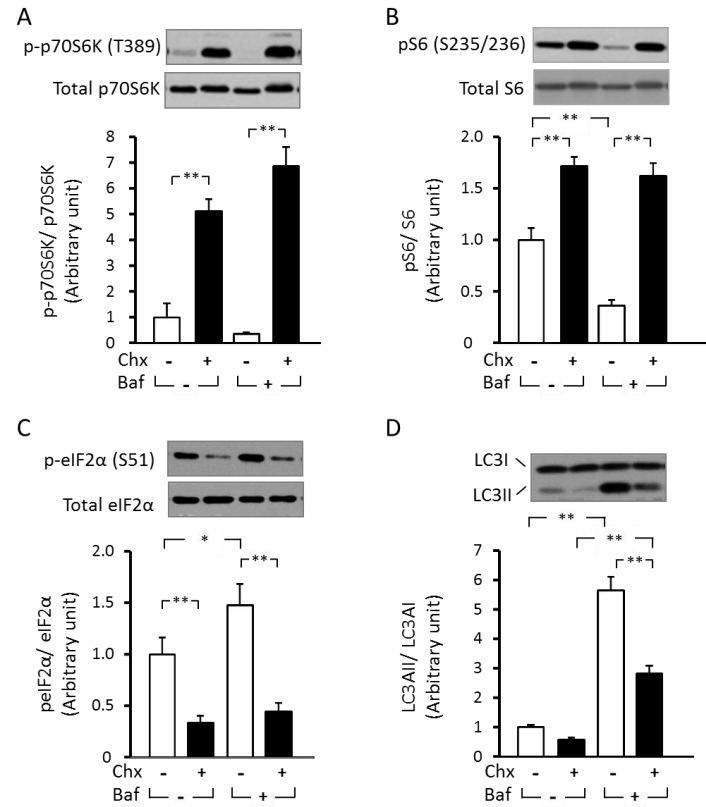 A
p-p70S6K (T389)
Total p70S6K
p-p70S6K/ p70S6K
(Arbitrary unit)
8
7
6
5
4
3
2
1
0
**
**
Chx - + - +
Baf - +
B
pS6 (S235/236)
Total S6
pS6/ S6
(Arbitrary unit)
2.0
1.5
1.0
0.5
0
**
** **
Chx - + - +
Baf - +
C
p-eIF2α (S51)
Total eIF2α
peIF2α/ eIF2α
(Arbitrary unit)
2.0
1.5
1.0
0.5
0
*
**
**
Chx - + - +
Baf - +
D
LC3I
LC3II
LC3AII/ LC3AI
(Arbitrary unit)
7
6
5
4
3
2
1
0
**
**
**
Chx - + - +
Baf - +